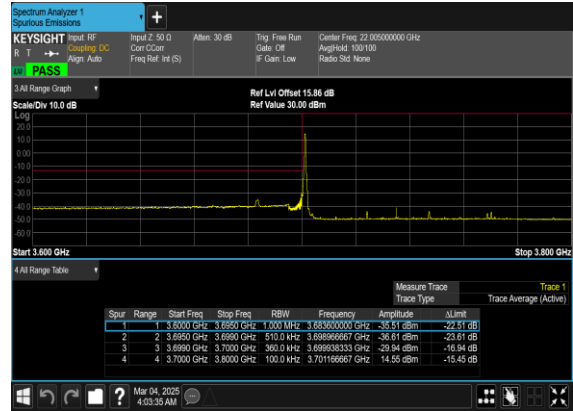 Spectrum Analyzer 1
Spurious Emissions
KEYSIGHT Input: RF Input Z: 50 Ω Atten: 30 dB Trig: Free Run Center Freq: 22.005000000 GHz
R T Coupling: DC Corr CCorr Gate: Off Avg|Hold: 100/100
Align: Auto Freq Ref: Int (S) IF Gain: Low Radio Std: None
LXI PASS
3 All Range Graph
Ref Lvl Offset 15.86 dB
Scale/Div 10.0 dB Ref Value 30.00 dBm
Log
20.0
10.0
0.00
-10.0
-20.0
-30.0
-40.0
-50.0
-60.0
Start 3.600 GHz Stop 3.800 GHz
4 All Range Table
Measure Trace Trace 1
Trace Type Trace Average (Active)
Spur Range Start Freq Stop Freq RBW Frequency Amplitude ΔLimit
1 1 3.6000 GHz 3.6950 GHz 1.000 MHz 3.683600000 GHz -35.51 dBm -22.51 dB
2 2 3.6950 GHz 3.6990 GHz 510.0 kHz 3.698966667 GHz -36.61 dBm -23.61 dB
3 3 3.6990 GHz 3.7000 GHz 360.0 kHz 3.699938333 GHz -29.94 dBm -16.94 dB
4 4 3.7000 GHz 3.8000 GHz 100.0 kHz 3.701166667 GHz 14.55 dBm -15.45 dB
Mar 04, 2025
4:03:35 AM